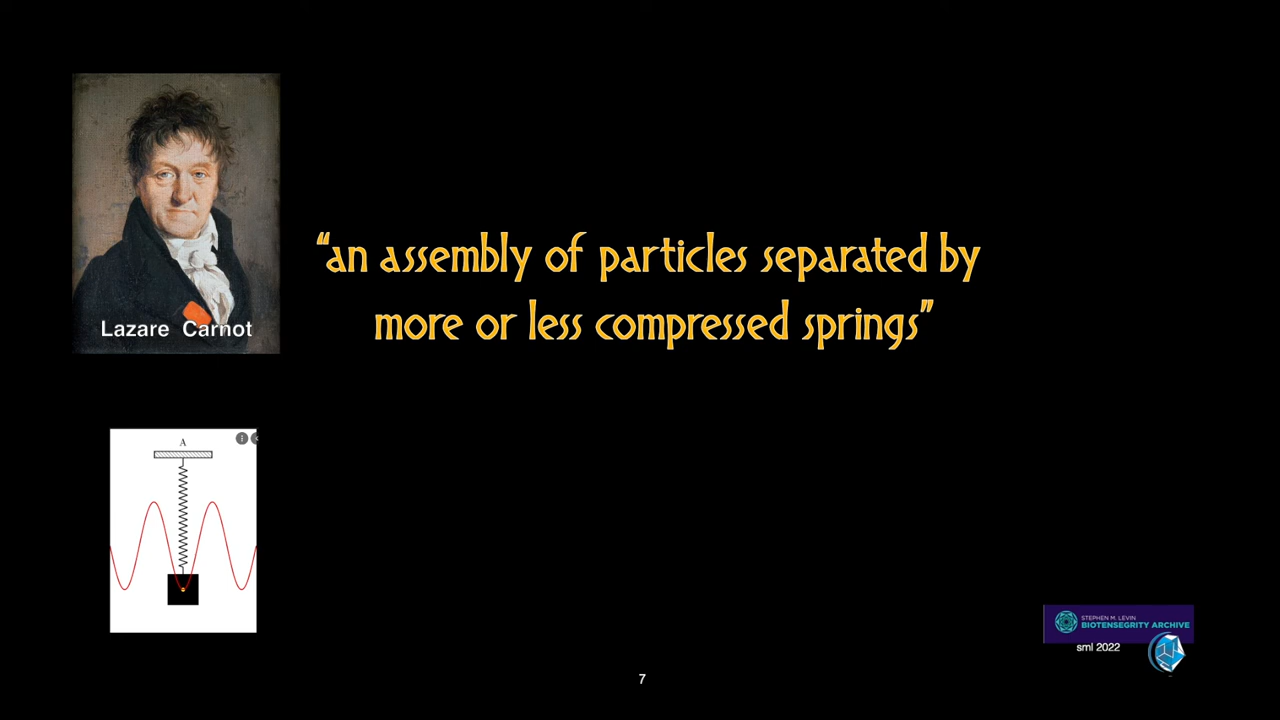 Lazare Carnot
“an assembly of particles separated by
more or less compressed springs”
A
STEPHEN M. LEVIN
BIOTENSEGRITY ARCHIVE
sml 2022
7